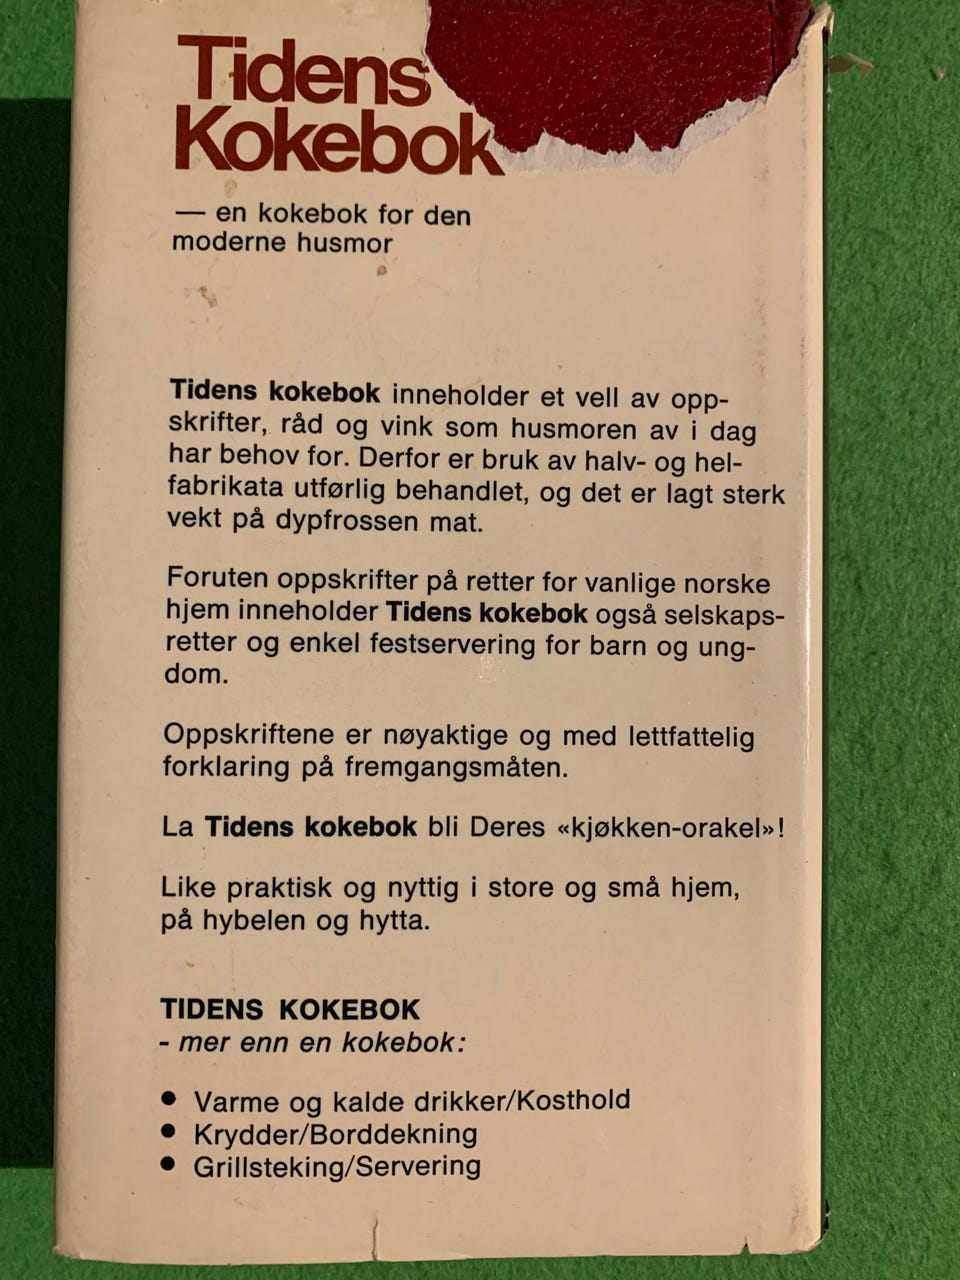 Tidens
Kokebok
— en kokebok for den
moderne husmor
Tidens kokebok inneholder et vell av opp-
skrifter, råd og vink som husmoren av i dag
har behov for. Derfor er bruk av halv- og hel-
fabrikata utførlig behandlet, og det er lagt sterk
vekt på dypfrossen mat.
Foruten oppskrifter på retter for vanlige norske
hjem inneholder Tidens kokebok også selskaps-
retter og enkel festservering for barn og ung-
dom.
Oppskriftene er nøyaktige og med lettfattelig
forklaring på fremgangsmåten.
La Tidens kokebok bli Deres «kjøkken-orakel»!
Like praktisk og nyttig i store og små hjem,
på hybelen og hytta.
TIDENS KOKEBOK
- mer enn en kokebok:
● Varme og kalde drikker/Kosthold
● Krydder/Borddekning
● Grillsteking/Servering